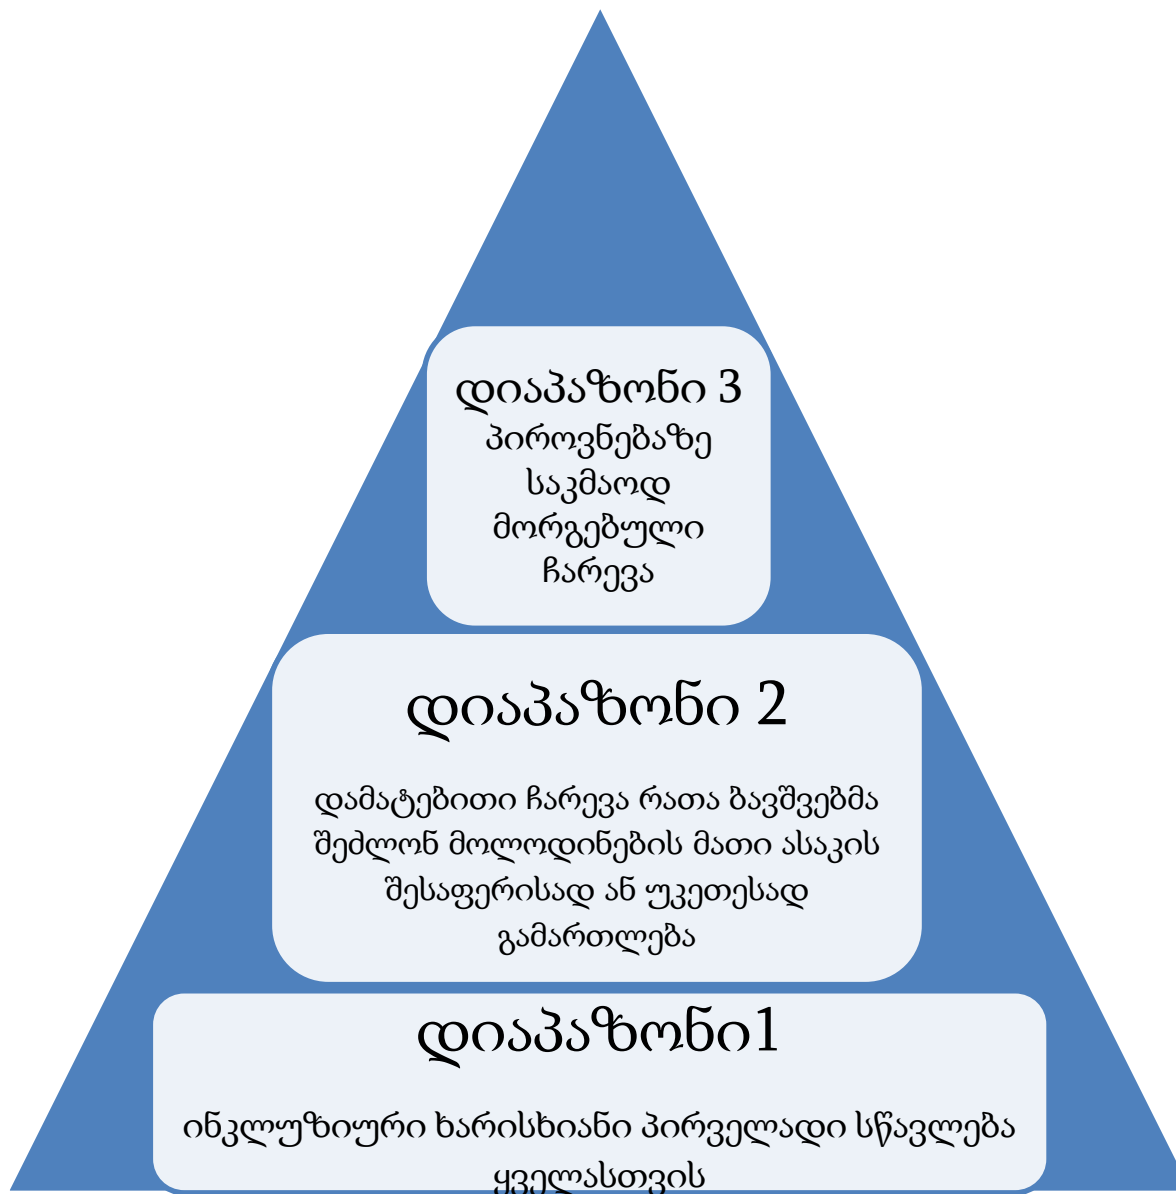 დიაპაზონი 3
პიროვნებაზე
საკმაოდ
მორგებული
ჩარევა
დიაპაზონი 2
დამატებითი ჩარევა რათა ბავშვებმა
შეძლონ მოლოდინების მათი ასაკის
შესაფერისად ან უკეთესად
გამართლება
დიაპაზონი1
ინკლუზიური ხარისხიანი პირველადი სწავლება
ყველასთვის